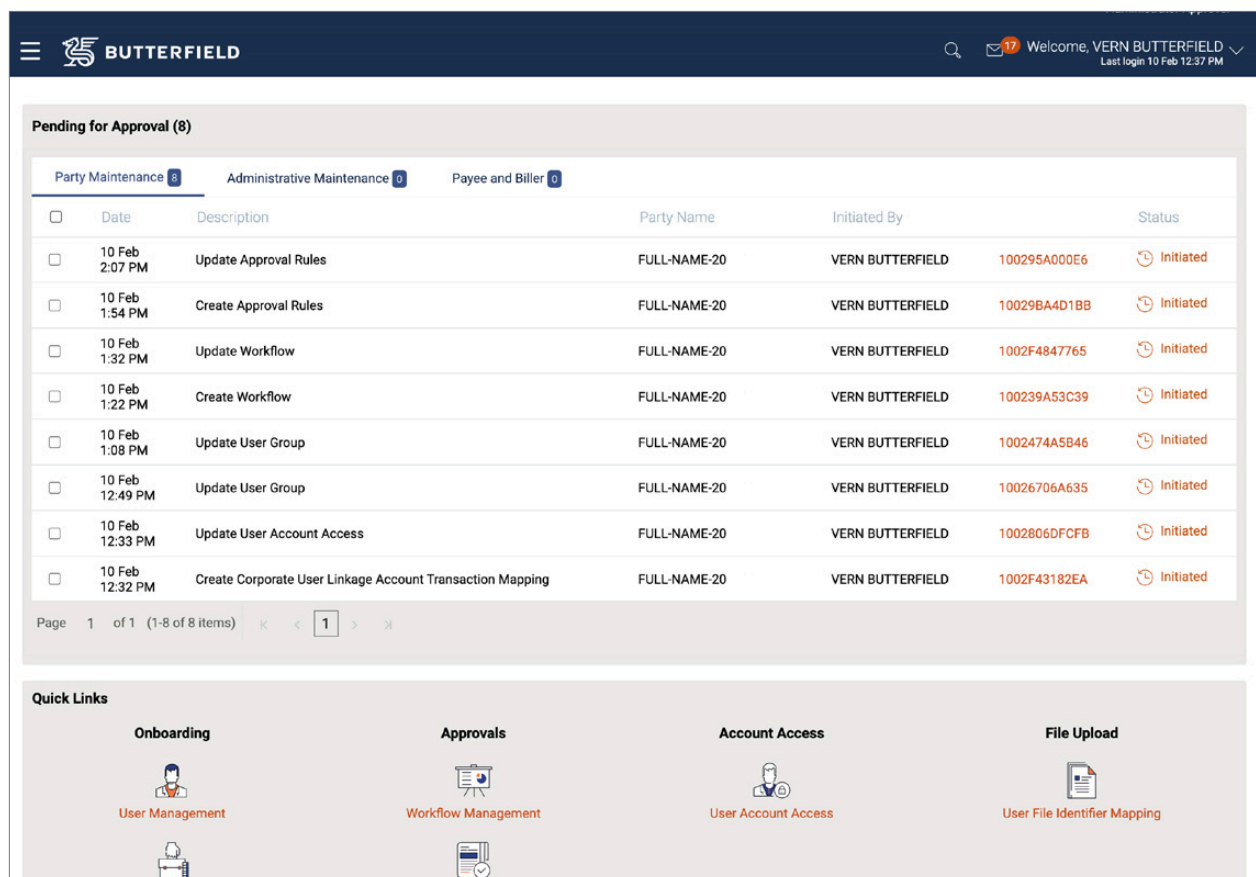 BUTTERFIELD
17
Welcome, VERN BUTTERFIELD
Last login 10 Feb 12:37 PM
Pending for Approval (8)
Party Maintenance 8 Administrative Maintenance 0 Payee and Biller 0
Date Description Party Name Initiated By Status
10 Feb
2:07 PM Update Approval Rules FULL-NAME-20 VERN BUTTERFIELD 100295A000E6 Initiated
10 Feb
1:54 PM Create Approval Rules FULL-NAME-20 VERN BUTTERFIELD 10029BA4D1BB Initiated
10 Feb
1:32 PM Update Workflow FULL-NAME-20 VERN BUTTERFIELD 1002F4847765 Initiated
10 Feb
1:22 PM Create Workflow FULL-NAME-20 VERN BUTTERFIELD 100239A53C39 Initiated
10 Feb
1:08 PM Update User Group FULL-NAME-20 VERN BUTTERFIELD 1002474A5B46 Initiated
10 Feb
12:49 PM Update User Group FULL-NAME-20 VERN BUTTERFIELD 10026706A635 Initiated
10 Feb
12:33 PM Update User Account Access FULL-NAME-20 VERN BUTTERFIELD 1002806DFCFB Initiated
10 Feb
12:32 PM Create Corporate User Linkage Account Transaction Mapping FULL-NAME-20 VERN BUTTERFIELD 1002F43182EA Initiated
Page 1 of 1 (1-8 of 8 items) 1
Quick Links
Onboarding Approvals Account Access File Upload
User Management Workflow Management User Account Access User File Identifier Mapping